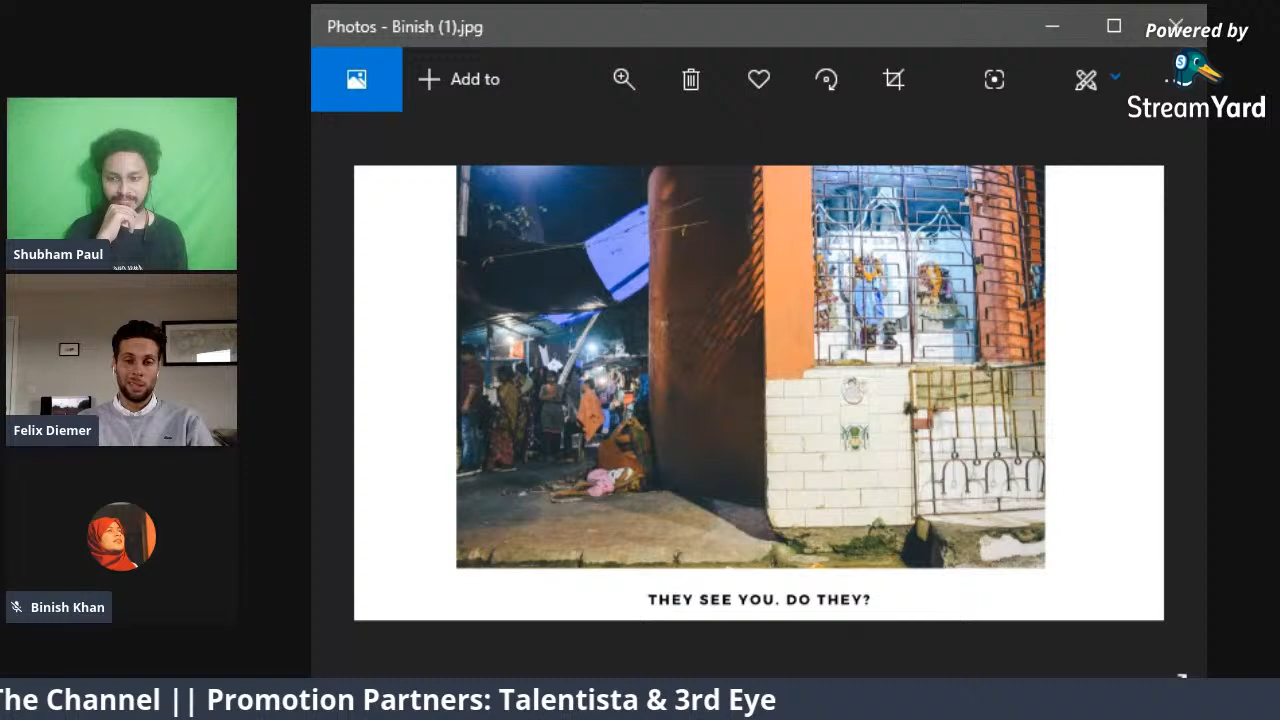 Photos - Binish (1).jpg
Powered by
StreamYard
Add to
Shubham Paul
Felix Diemer
Binish Khan
THEY SEE YOU. DO THEY?
The Channel || Promotion Partners: Talentista & 3rd Eye